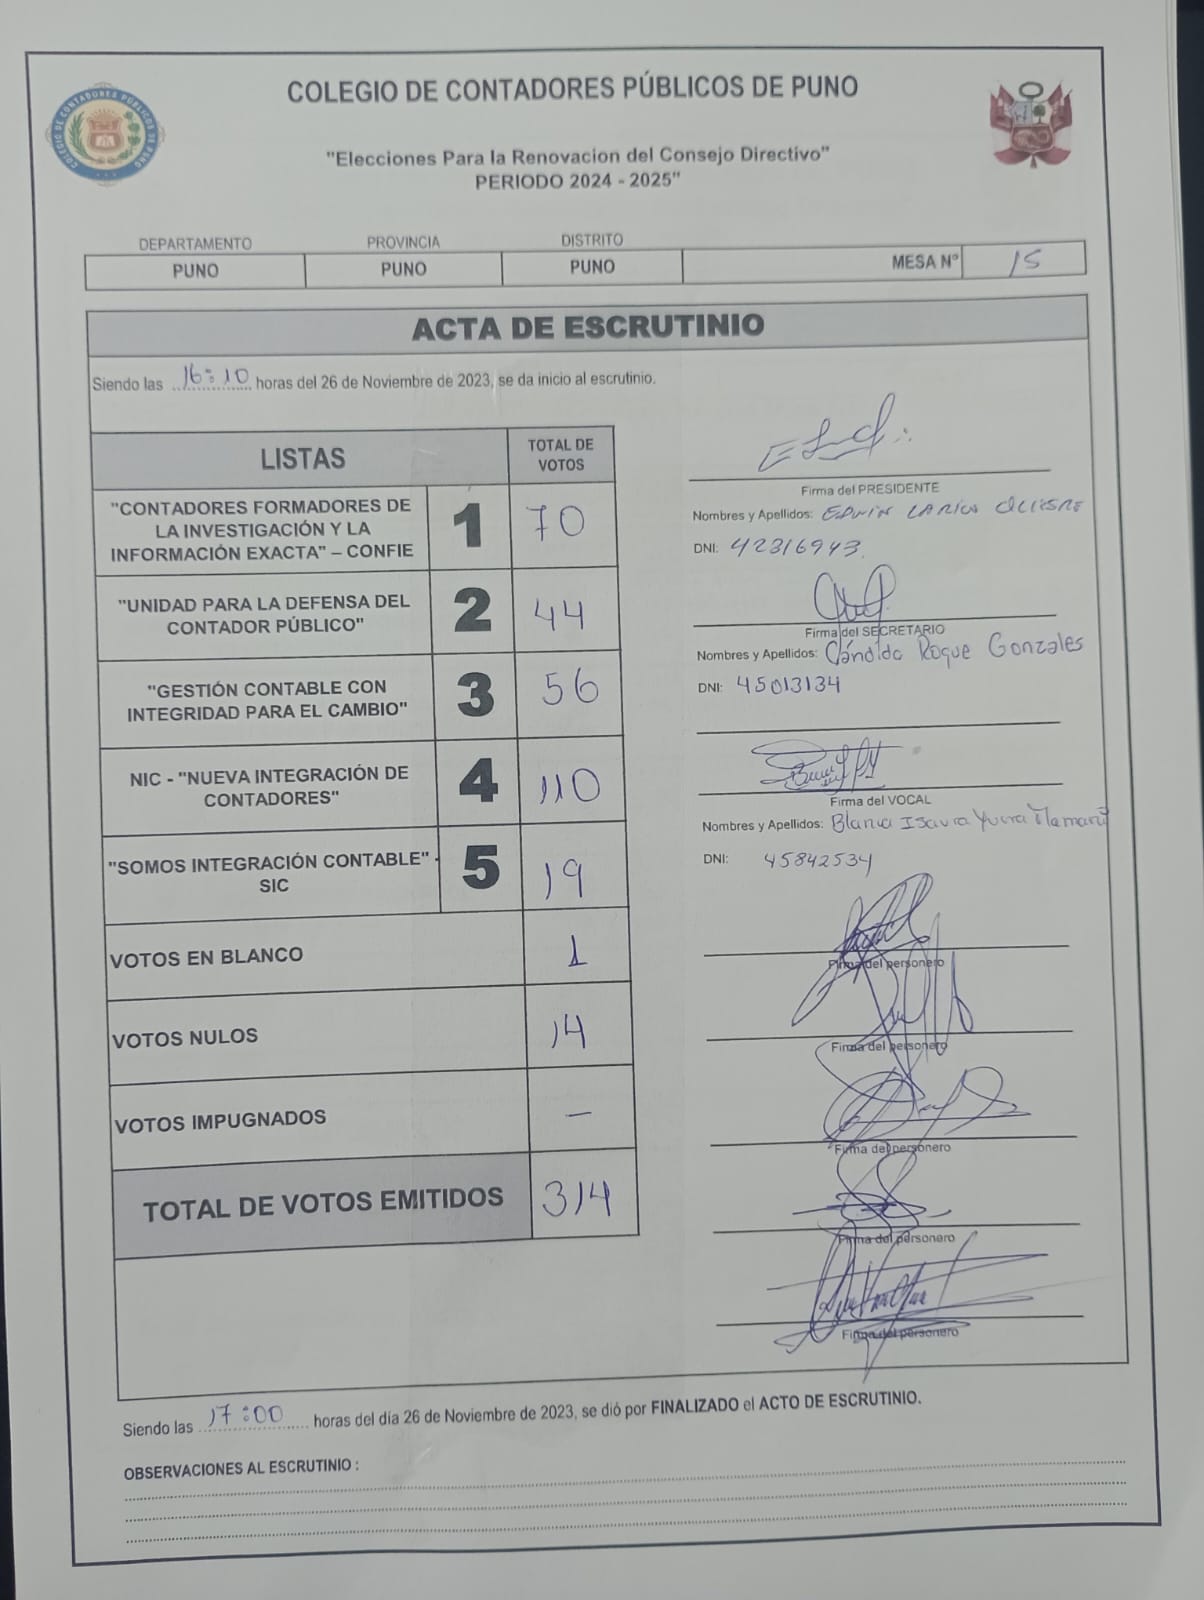 COLEGIO DE CONTADORES PÚBLICOS DE PUNO
"Elecciones Para la Renovacion del Consejo Directivo"
PERIODO 2024 - 2025"
DEPARTAMENTO PROVINCIA DISTRITO
PUNO PUNO PUNO MESA N° 15
ACTA DE ESCRUTINIO
Siendo las 16:10 horas del 26 de Noviembre de 2023, se da inicio al escrutinio.
LISTAS TOTAL DE VOTOS
"CONTADORES FORMADORES DE
LA INVESTIGACIÓN Y LA
INFORMACIÓN EXACTA" – CONFIE
1 70
"UNIDAD PARA LA DEFENSA DEL
CONTADOR PÚBLICO"
2 44
"GESTIÓN CONTABLE CON
INTEGRIDAD PARA EL CAMBIO"
3 56
NIC - "NUEVA INTEGRACIÓN DE
CONTADORES"
4 110
"SOMOS INTEGRACIÓN CONTABLE" -
SIC
5 19
VOTOS EN BLANCO 1
VOTOS NULOS 14
VOTOS IMPUGNADOS —
TOTAL DE VOTOS EMITIDOS 314
Firma del PRESIDENTE
Nombres y Apellidos: EDWIN LARICO
DNI: 42316943
Firma del SECRETARIO
Nombres y Apellidos: Cándida Roque Gonzales
DNI: 45013134
Firma del VOCAL
Nombres y Apellidos: Isaura Mamani
DNI: 45842534
Firma del personero
Firma del personero
Firma del personero
Firma del personero
Firma del personero
Siendo las 17:00 horas del día 26 de Noviembre de 2023, se dió por FINALIZADO el ACTO DE ESCRUTINIO.
OBSERVACIONES AL ESCRUTINIO :
COLEGIO DE CONTADORES PÚBLICOS DE PUNO